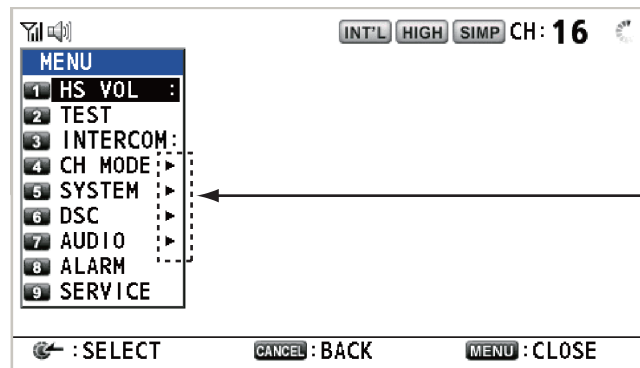 INT'L HIGH SIMP CH: 16
MENU
1 HS VOL :
2 TEST
3 INTERCOM:
4 CH MODE ►
5 SYSTEM ►
6 DSC ►
7 AUDIO ►
8 ALARM
9 SERVICE
: SELECT CANCEL : BACK MENU : CLOSE